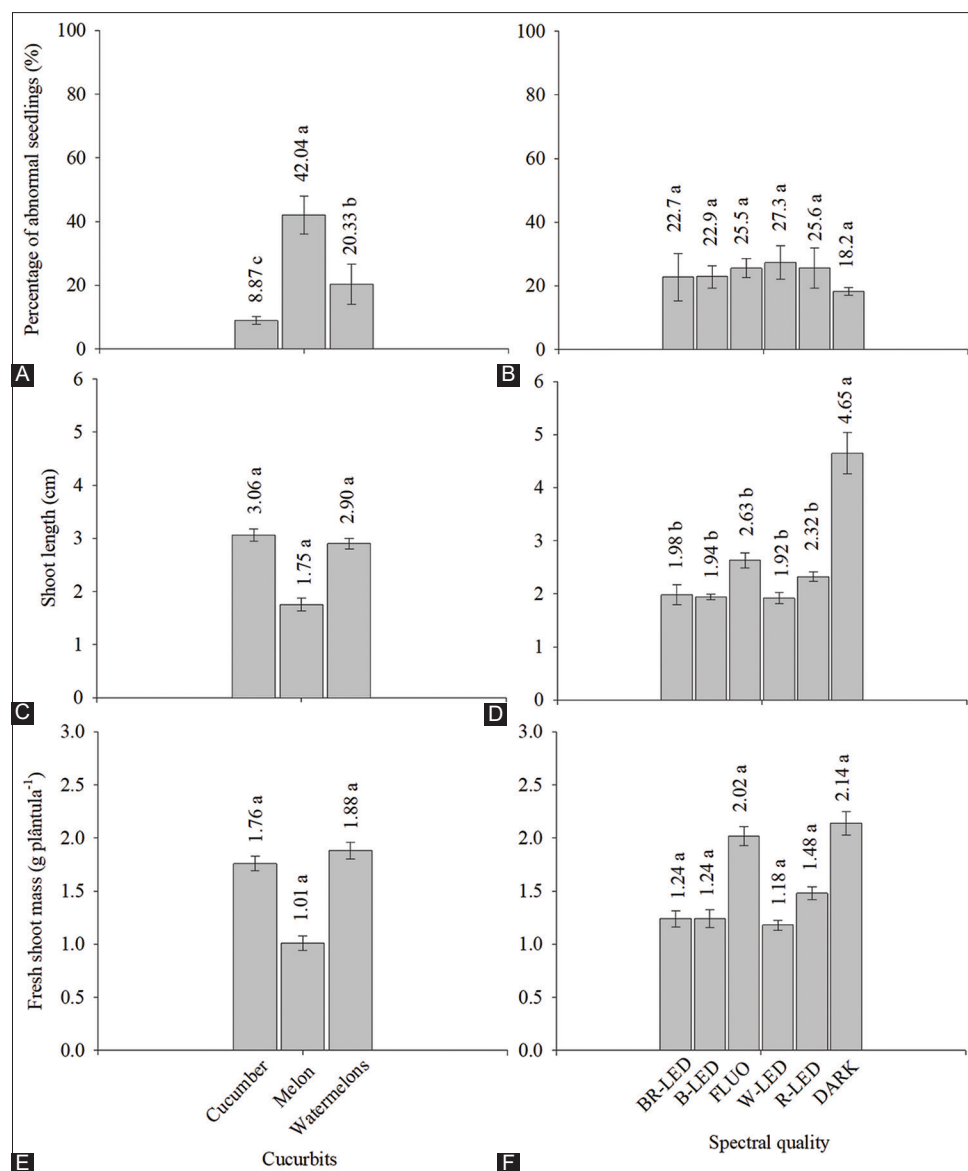 Percentage of abnormal seedlings (%)
100
80
60
40
20
0
8.87 c
42.04 a
20.33 b
A
100
80
60
40
20
0
22.7 a
22.9 a
25.5 a
27.3 a
25.6 a
18.2 a
B
Shoot length (cm)
6
5
4
3
2
1
0
3.06 a
1.75 a
2.90 a
C
6
5
4
3
2
1
0
1.98 b
1.94 b
2.63 b
1.92 b
2.32 b
4.65 a
D
Fresh shoot mass (g plântula⁻¹)
3.0
2.5
2.0
1.5
1.0
0.5
0.0
1.76 a
1.01 a
1.88 a
Cucumber
Melon
Watermelons
Cucurbits
E
3.0
2.5
2.0
1.5
1.0
0.5
0.0
1.24 a
1.24 a
2.02 a
1.18 a
1.48 a
2.14 a
BR-LED
B-LED
FLUO
W-LED
R-LED
DARK
Spectral quality
F